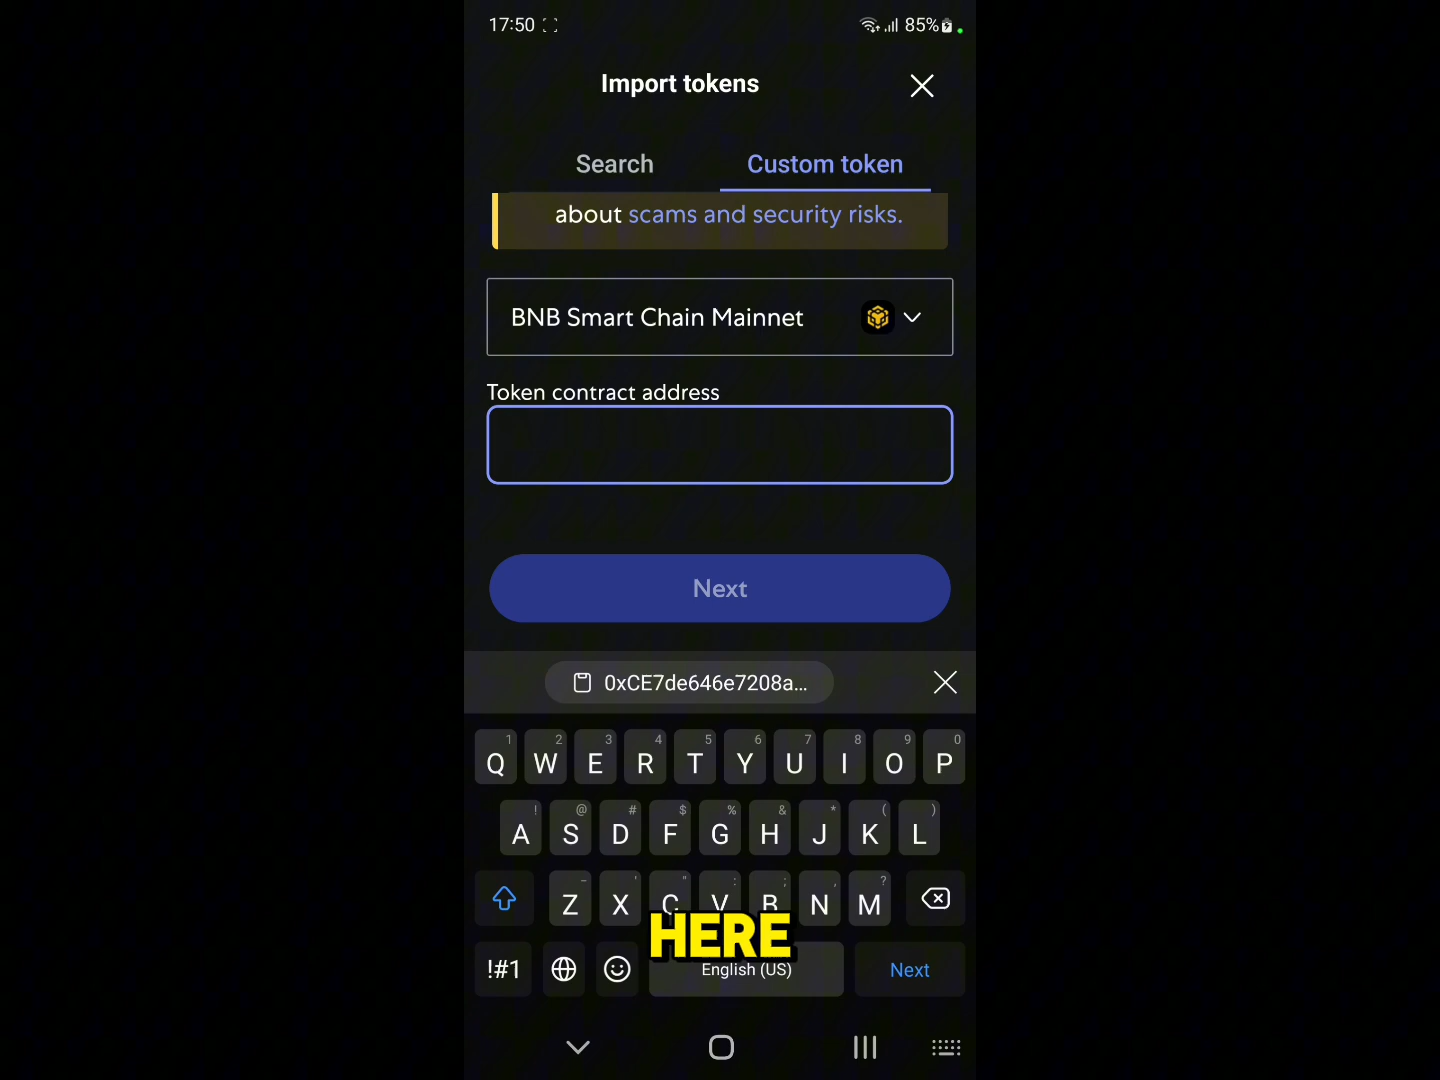 17:50
85%
Import tokens
Search
Custom token
about scams and security risks.
BNB Smart Chain Mainnet
Token contract address
Next
0xCE7de646e7208a...
1 2 3 4 5 6 7 8 9 0
Q W E R T Y U I O P
! @ # $ % & * ( )
A S D F G H J K L
- ' " : ; , ?
Z X C V B N M
HERE
!#1
English (US)
Next